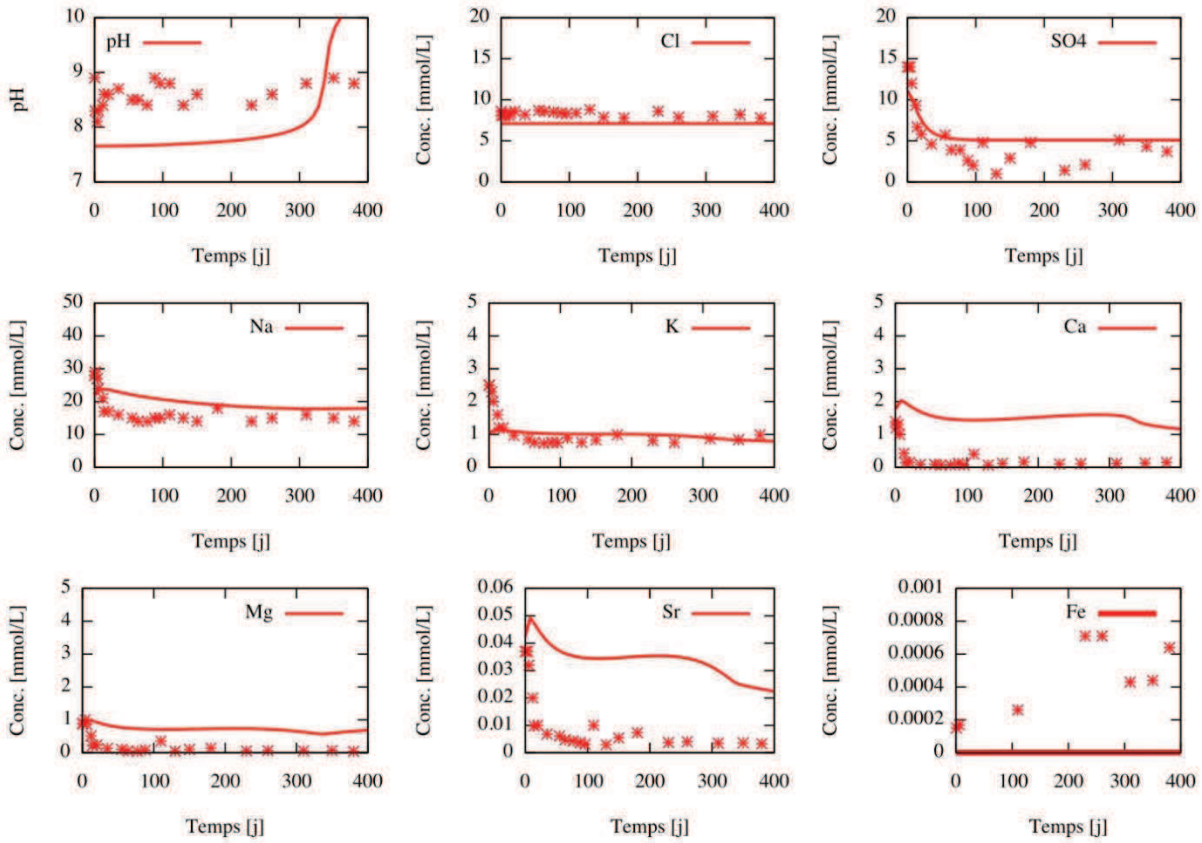 10
9
8
7
pH
pH
0 100 200 300 400
Temps [j]
20
15
10
5
0
Conc. [mmol/L]
Cl
0 100 200 300 400
Temps [j]
20
15
10
5
0
Conc. [mmol/L]
SO4
0 100 200 300 400
Temps [j]
50
40
30
20
10
0
Conc. [mmol/L]
Na
0 100 200 300 400
Temps [j]
5
4
3
2
1
0
Conc. [mmol/L]
K
0 100 200 300 400
Temps [j]
5
4
3
2
1
0
Conc. [mmol/L]
Ca
0 100 200 300 400
Temps [j]
5
4
3
2
1
0
Conc. [mmol/L]
Mg
0 100 200 300 400
Temps [j]
0.06
0.05
0.04
0.03
0.02
0.01
0
Conc. [mmol/L]
Sr
0 100 200 300 400
Temps [j]
0.001
0.0008
0.0006
0.0004
0.0002
0
Conc. [mmol/L]
Fe
0 100 200 300 400
Temps [j]